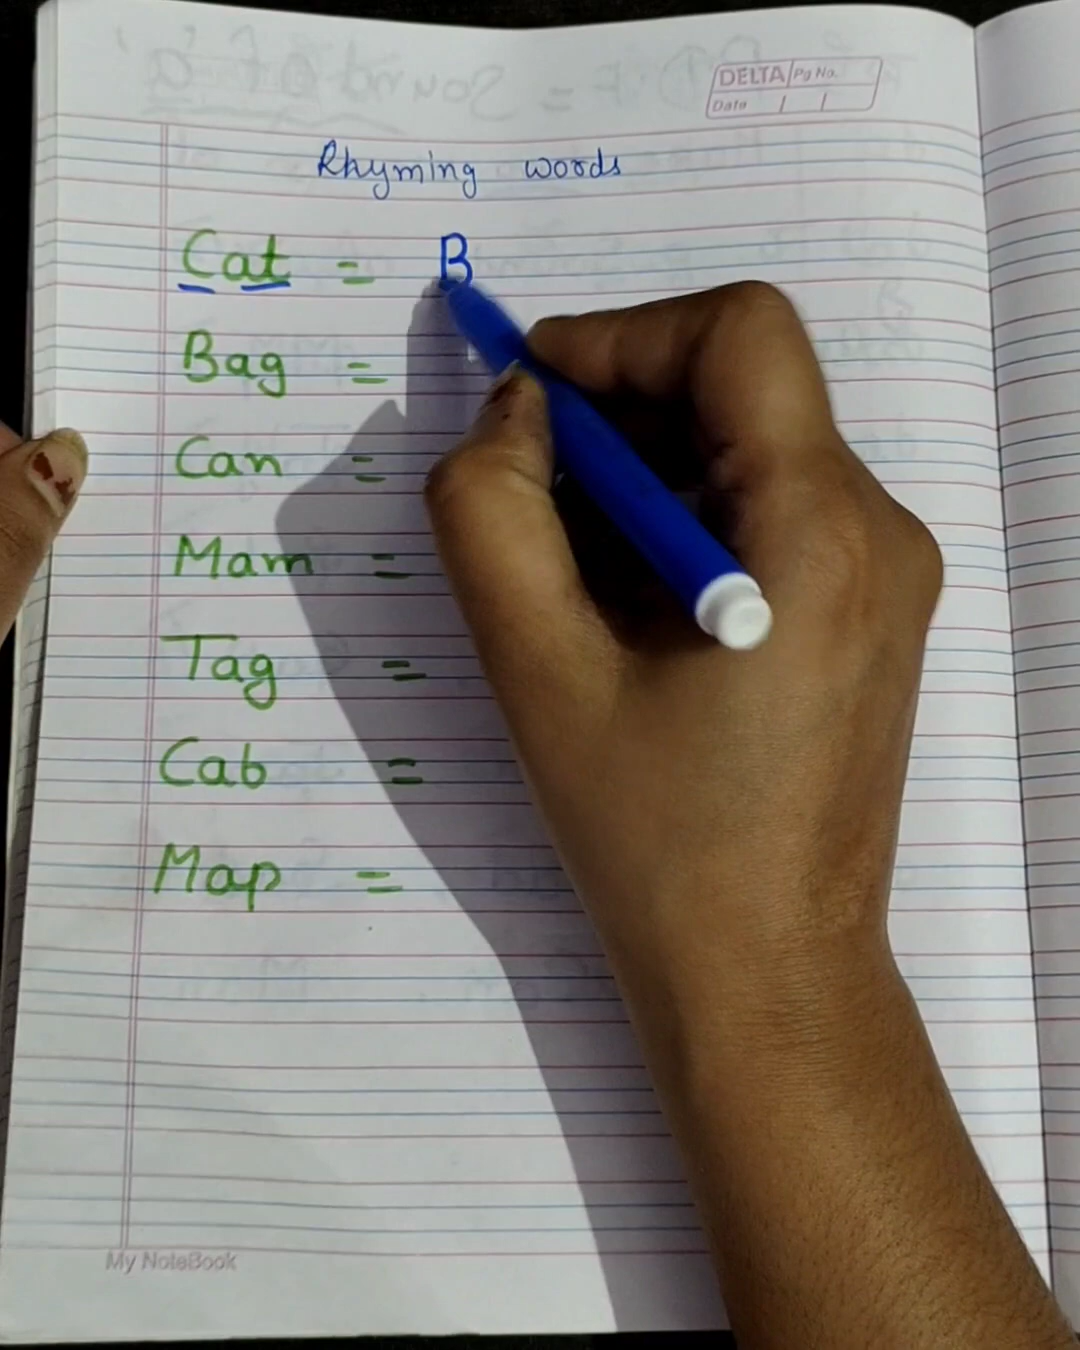 DELTA Pg No.
Date / /
Rhyming words
Cat = B
Bag =
Can =
Mam =
Tag =
Cab =
Map =
My NoteBook